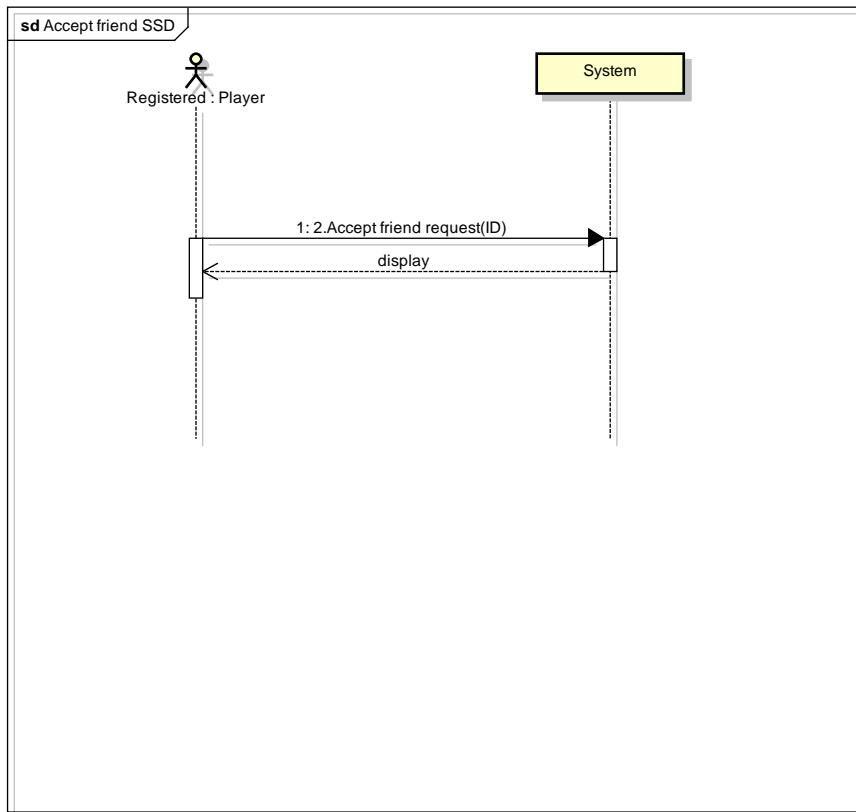 sd Accept friend SSD
System
Registered : Player
1: 2.Accept friend request(ID)
display